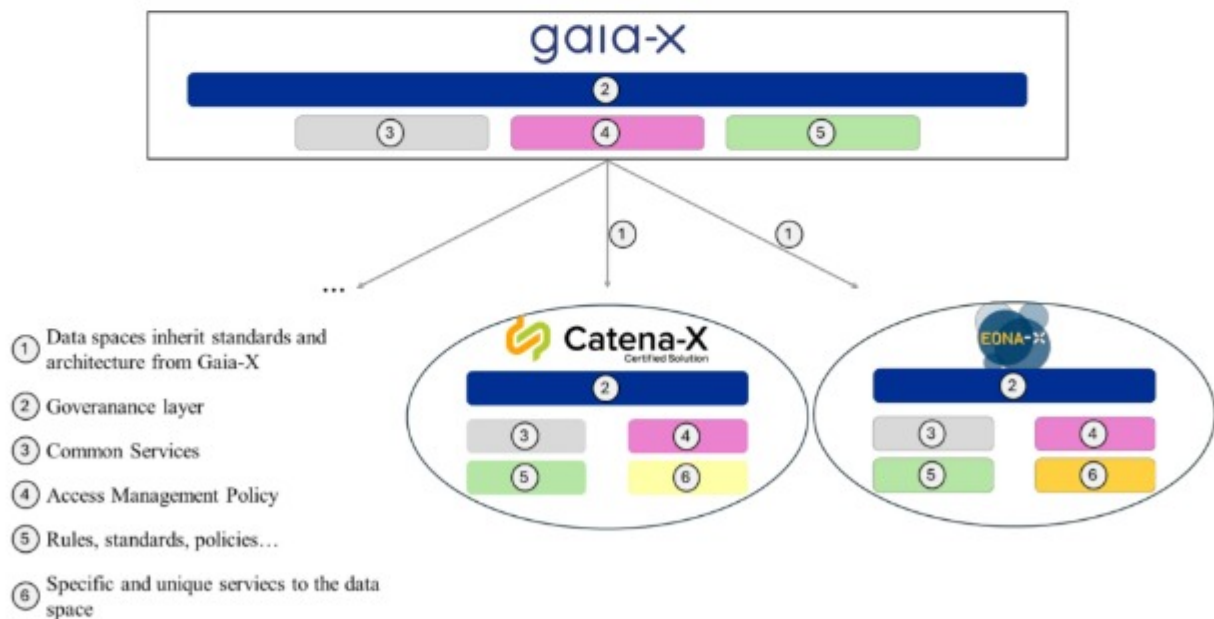 gaia-x
2
3 4 5
1 1
...
Catena-X
Certified Solution
EONA-X
2 2
3 4 3 4
5 6 5 6
1 Data spaces inherit standards and
architecture from Gaia-X
2 Goveranance layer
3 Common Services
4 Access Management Policy
5 Rules, standards, policies…
6 Specific and unique serviecs to the data
space